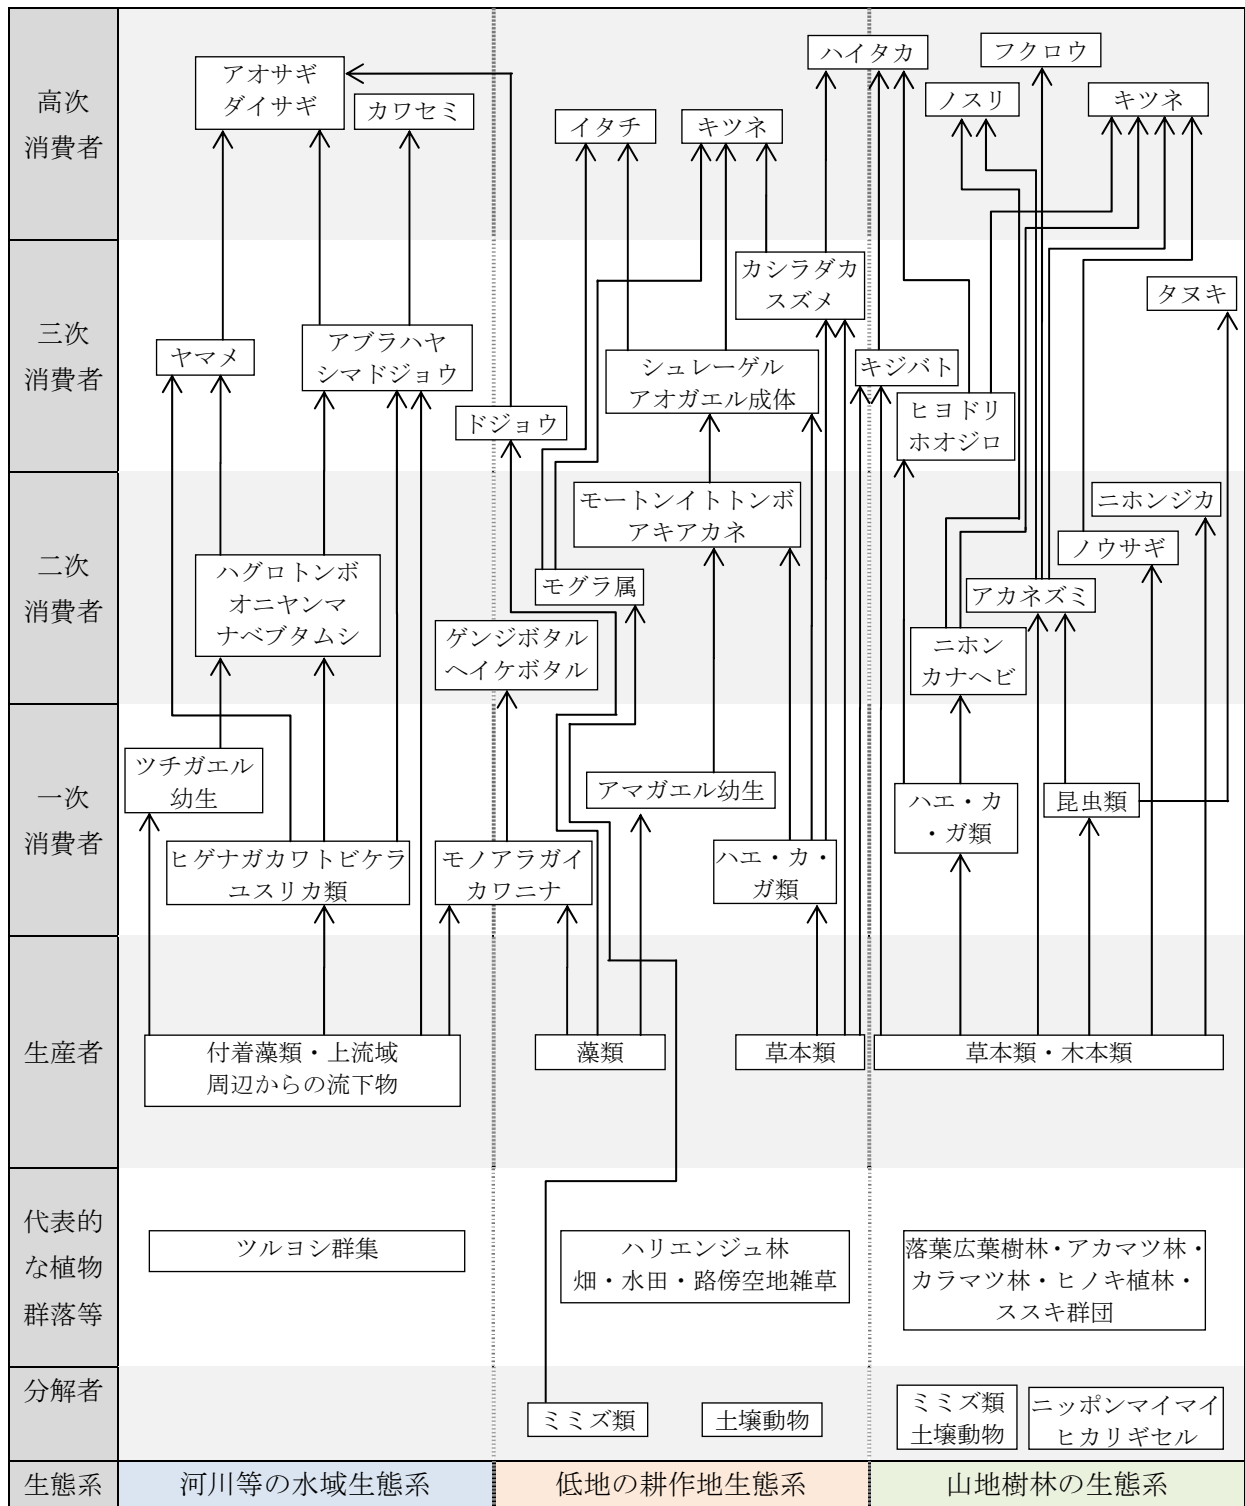 高次
消費者
アオサギ
ダイサギ
カワセミ
イタチ
キツネ
ハイタカ
フクロウ
ノスリ
キツネ
三次
消費者
ヤマメ
アブラハヤ
シマドジョウ
ドジョウ
カシラダカ
スズメ
シュレーゲル
アオガエル成体
キジバト
ヒヨドリ
ホオジロ
タヌキ
二次
消費者
ハグロトンボ
オニヤンマ
ナベブタムシ
ゲンジボタル
ヘイケボタル
モートンイトトンボ
アキアカネ
モグラ属
ニホンジカ
ノウサギ
アカネズミ
ニホン
カナヘビ
一次
消費者
ツチガエル
幼生
ヒゲナガカワトビケラ
ユスリカ類
モノアラガイ
カワニナ
アマガエル幼生
ハエ・カ・
ガ類
ハエ・カ
・ガ類
昆虫類
生産者
付着藻類・上流域
周辺からの流下物
藻類
草本類
草本類・木本類
代表的
な植物
群落等
ツルヨシ群集
ハリエンジュ林
畑・水田・路傍空地雑草
落葉広葉樹林・アカマツ林・
カラマツ林・ヒノキ植林・
ススキ群団
分解者
ミミズ類
土壌動物
ミミズ類
土壌動物
ニッポンマイマイ
ヒカリギセル
生態系
河川等の水域生態系
低地の耕作地生態系
山地樹林の生態系